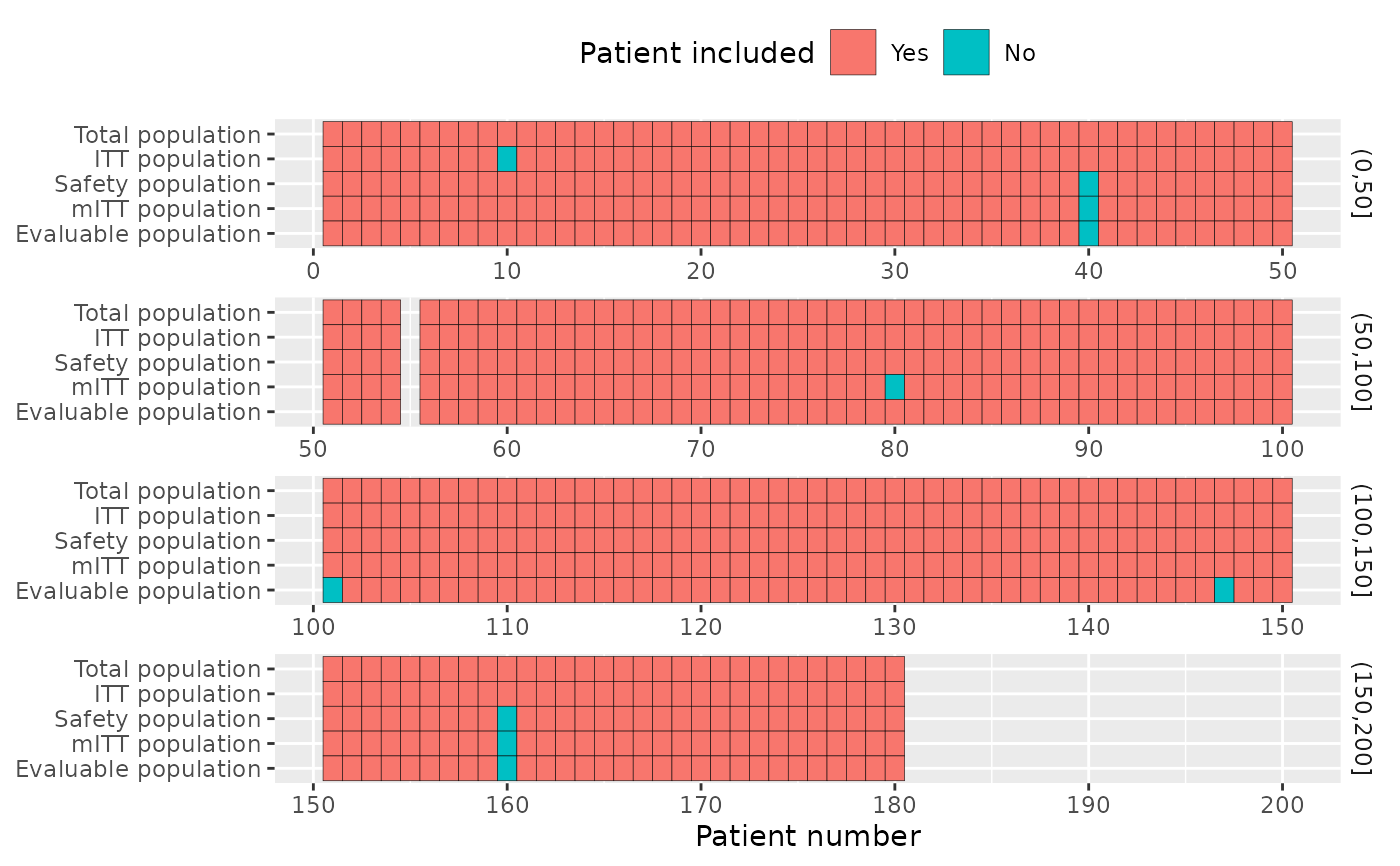 Patient included Yes No
Total population
ITT population
Safety population
mITT population
Evaluable population
(0,50]
0 10 20 30 40 50
Total population
ITT population
Safety population
mITT population
Evaluable population
(50,100]
50 60 70 80 90 100
Total population
ITT population
Safety population
mITT population
Evaluable population
(100,150]
100 110 120 130 140 150
Total population
ITT population
Safety population
mITT population
Evaluable population
(150,200]
150 160 170 180 190 200
Patient number